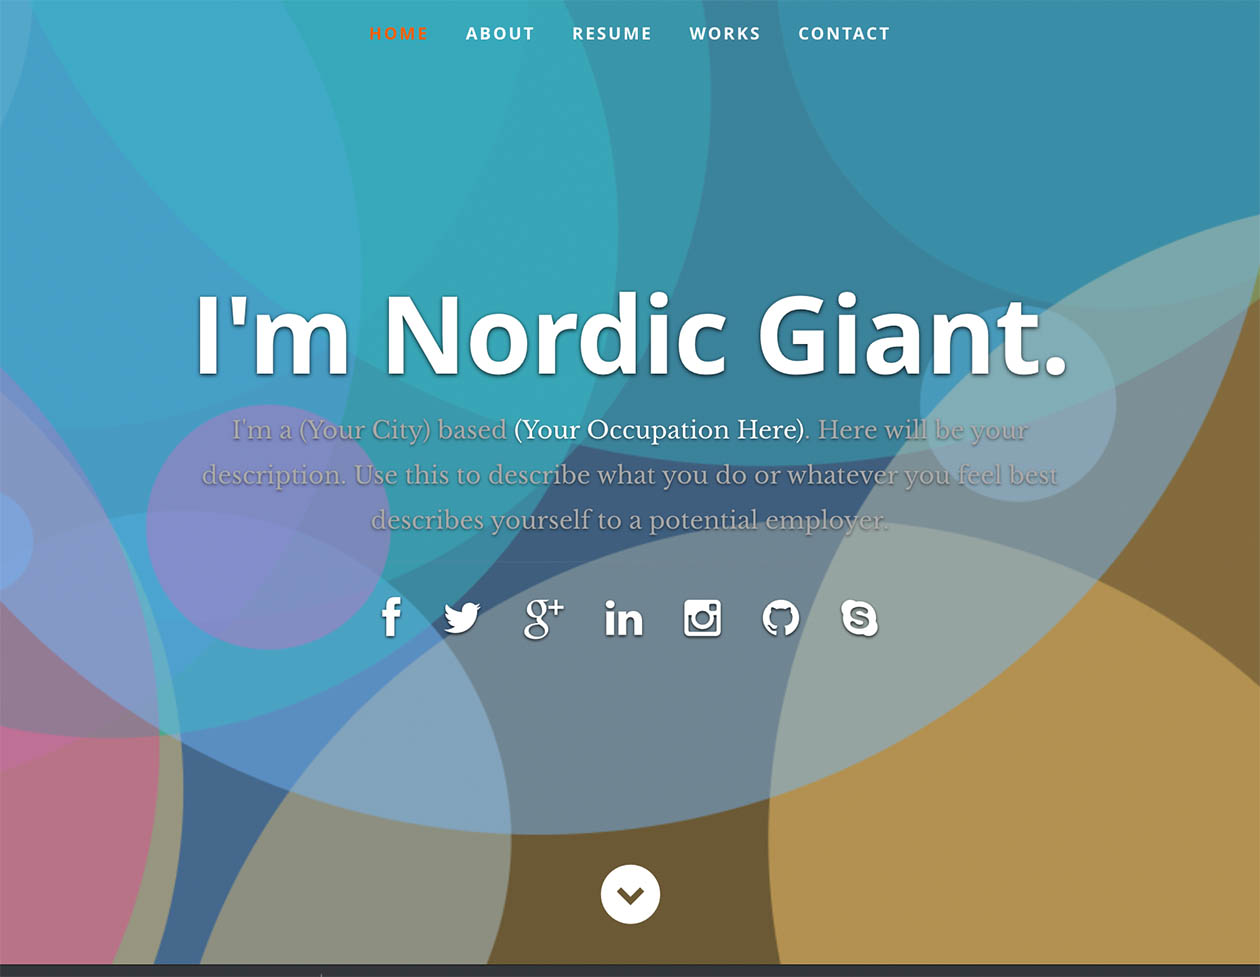 HOME ABOUT RESUME WORKS CONTACT
I'm Nordic Giant.
I'm a (Your City) based (Your Occupation Here). Here will be your
description. Use this to describe what you do or whatever you feel best
describes yourself to a potential employer.